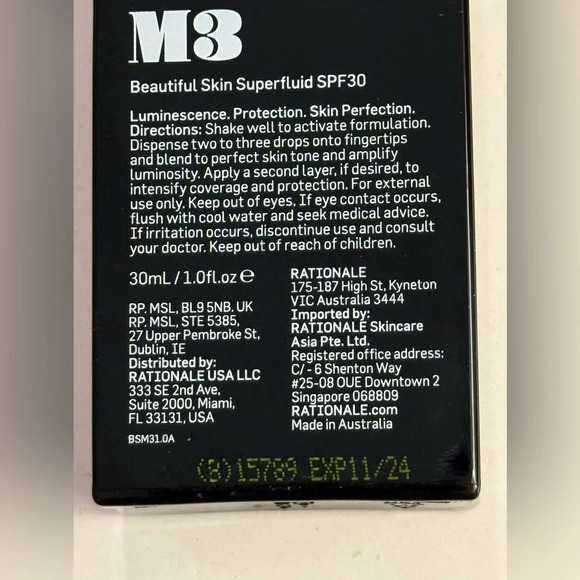 M3
Beautiful Skin Superfluid SPF30
Luminescence. Protection. Skin Perfection.
Directions: Shake well to activate formulation.
Dispense two to three drops onto fingertips
and blend to perfect skin tone and amplify
luminosity. Apply a second layer, if desired, to
intensify coverage and protection. For external
use only. Keep out of eyes. If eye contact occurs,
flush with cool water and seek medical advice.
If irritation occurs, discontinue use and consult
your doctor. Keep out of reach of children.
30mL / 1.0fl.oz ℮
RP. MSL, BL9 5NB. UK
RP. MSL, STE 5385,
27 Upper Pembroke St,
Dublin, IE
Distributed by:
RATIONALE USA LLC
333 SE 2nd Ave,
Suite 2000, Miami,
FL 33131, USA
BSM31.0A
RATIONALE
175-187 High St, Kyneton
VIC Australia 3444
Imported by:
RATIONALE Skincare
Asia Pte. Ltd.
Registered office address:
C/- 6 Shenton Way
#25-08 OUE Downtown 2
Singapore 068809
RATIONALE.com
Made in Australia
(B)15789 EXP11/24